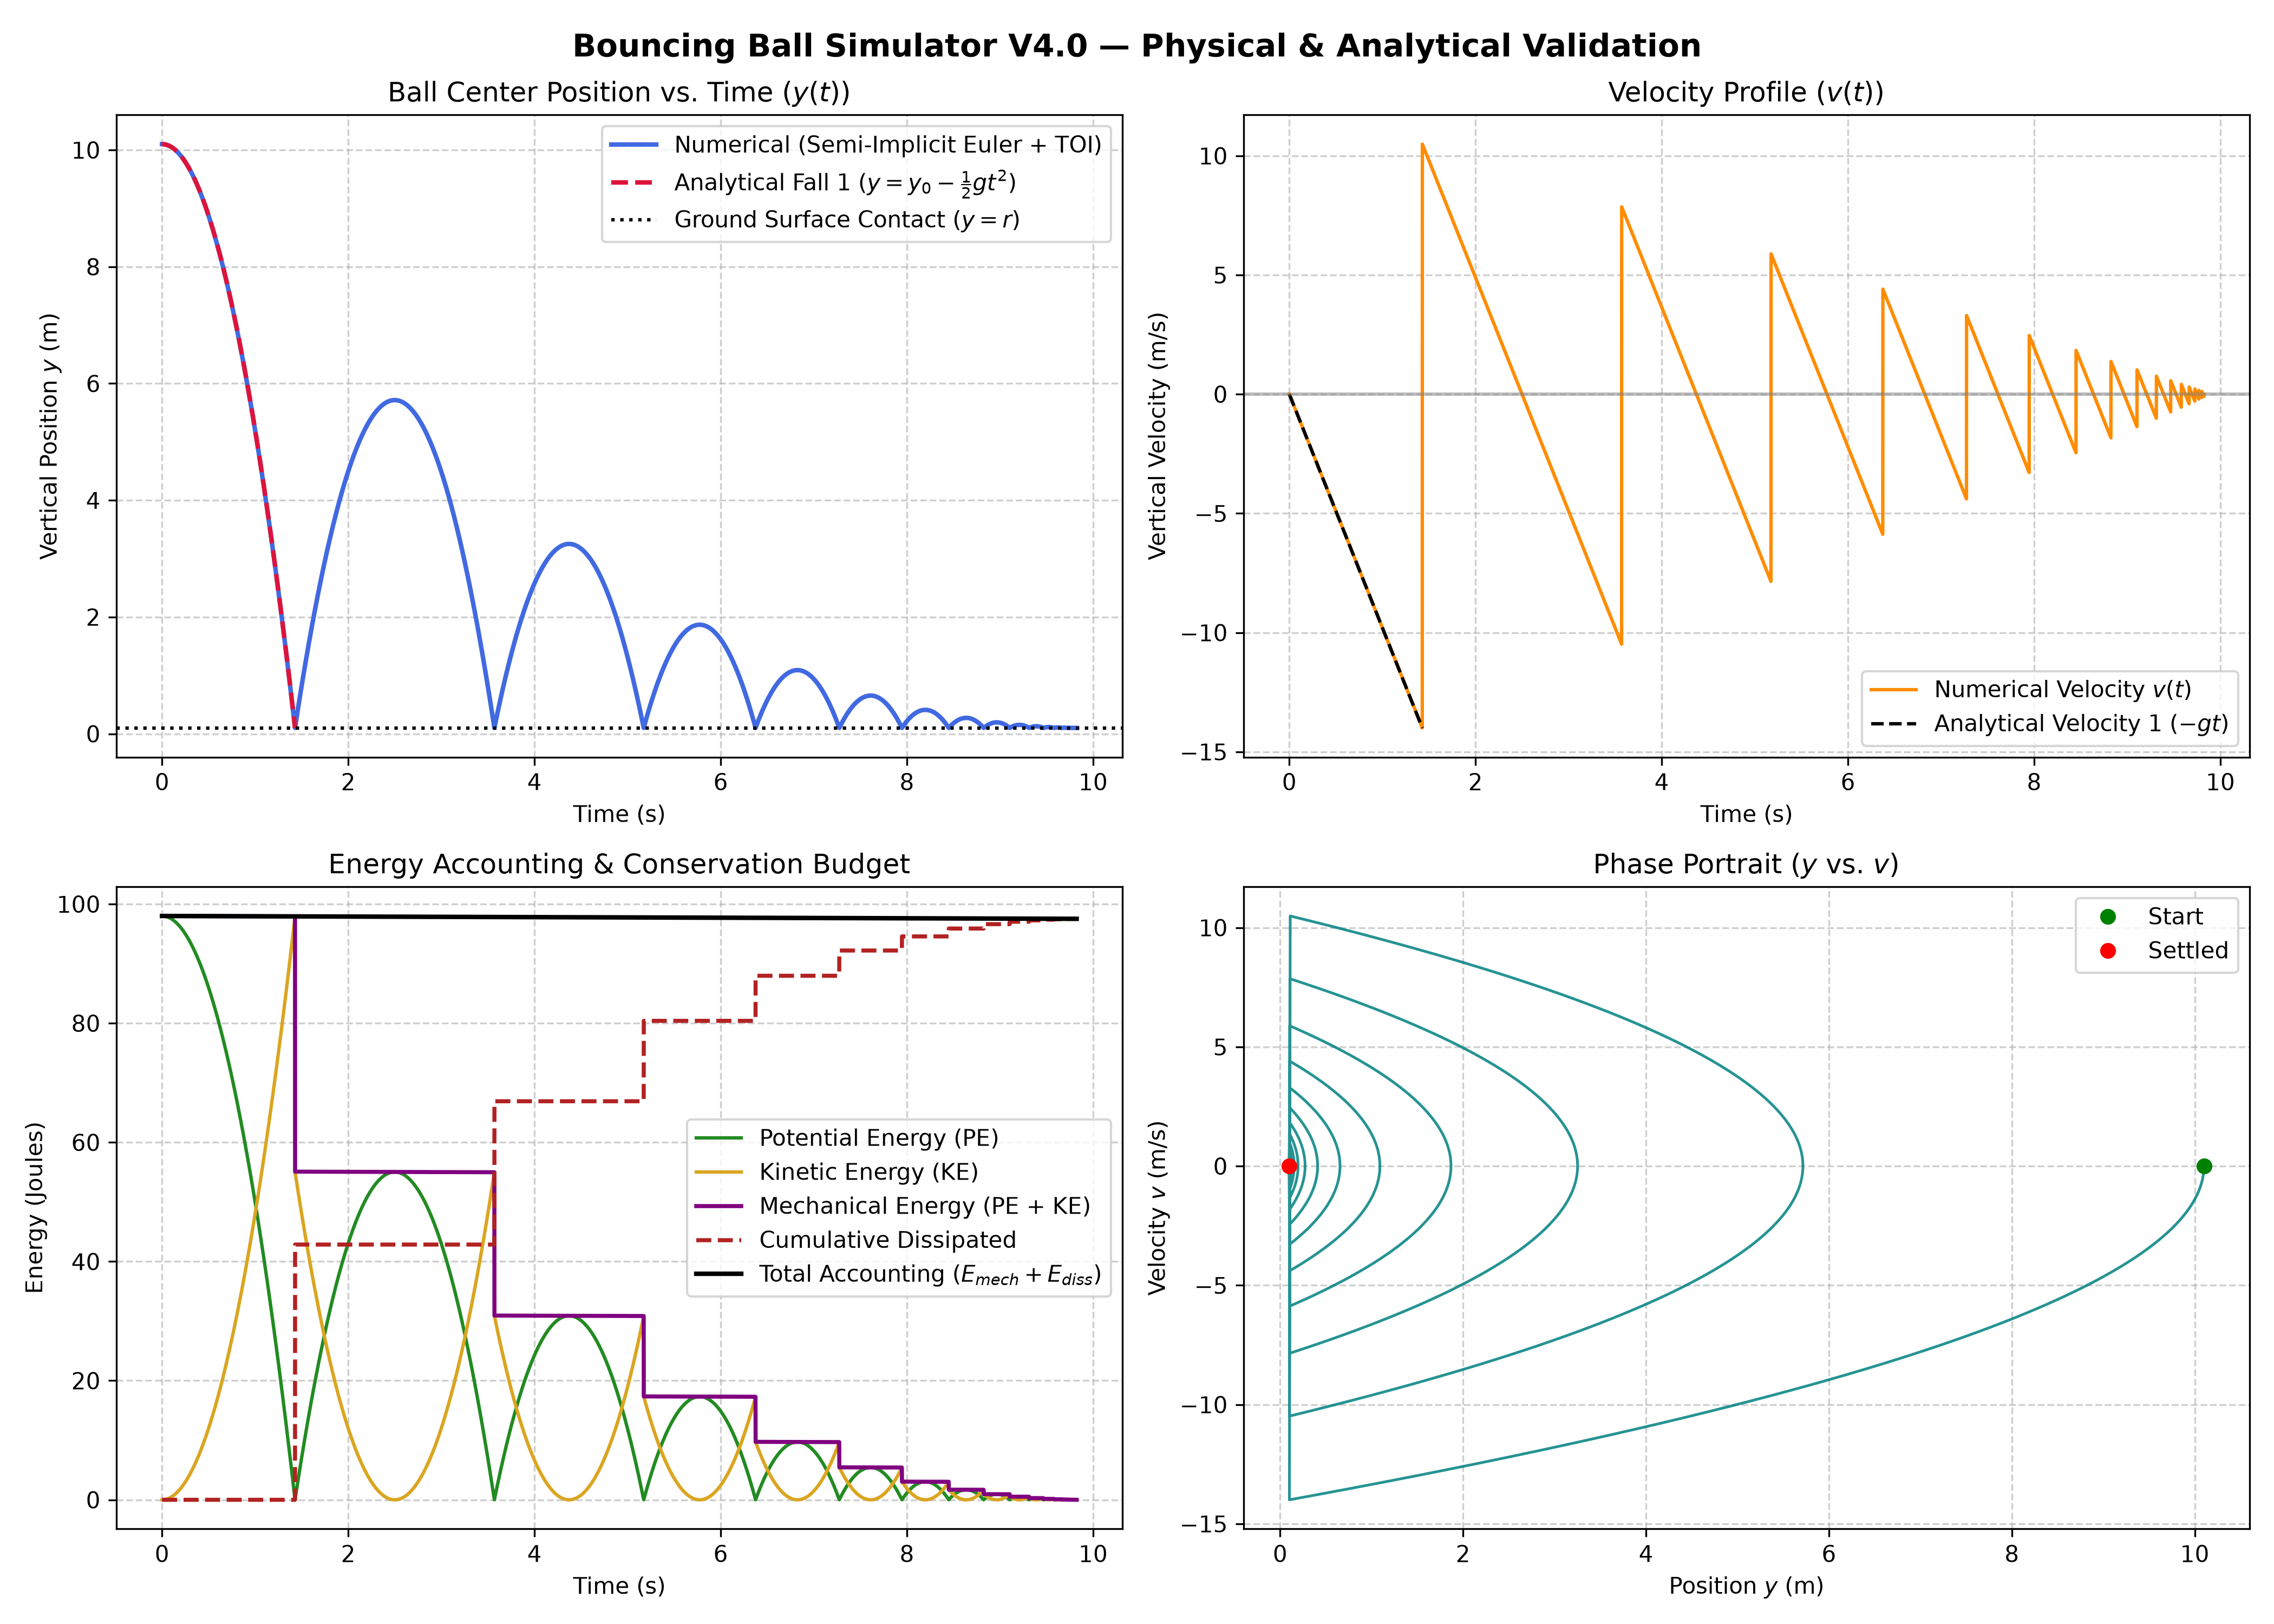 Bouncing Ball Simulator V4.0 — Physical & Analytical Validation
Ball Center Position vs. Time (y(t))
Vertical Position y (m)
10
8
6
4
2
0
0 2 4 6 8 10
Time (s)
Numerical (Semi-Implicit Euler + TOI)
Analytical Fall 1 (y = y₀ − ½gt²)
Ground Surface Contact (y = r)
Velocity Profile (v(t))
Vertical Velocity (m/s)
10
5
0
−5
−10
−15
0 2 4 6 8 10
Time (s)
Numerical Velocity v(t)
Analytical Velocity 1 (−gt)
Energy Accounting & Conservation Budget
Energy (Joules)
100
80
60
40
20
0
0 2 4 6 8 10
Time (s)
Potential Energy (PE)
Kinetic Energy (KE)
Mechanical Energy (PE + KE)
Cumulative Dissipated
Total Accounting (E_mech + E_diss)
Phase Portrait (y vs. v)
Velocity v (m/s)
10
5
0
−5
−10
−15
0 2 4 6 8 10
Position y (m)
Start
Settled